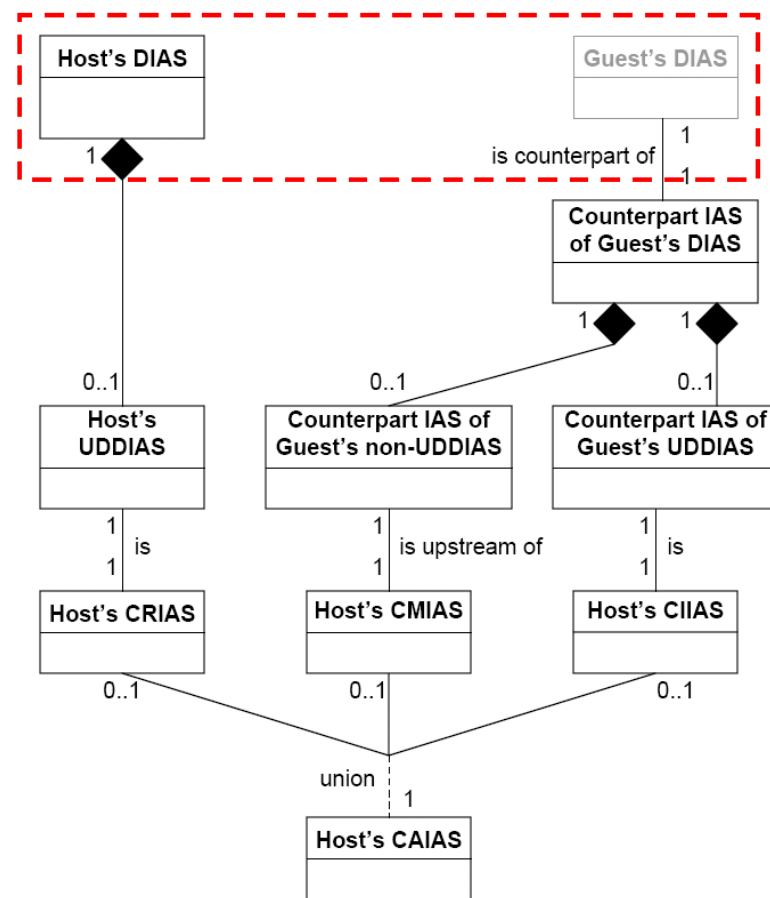 Host’s DIAS
Guest’s DIAS
1
1
is counterpart of
1
Counterpart IAS
of Guest’s DIAS
1
1
0..1
0..1
0..1
Host’s
UDDIAS
Counterpart IAS of
Guest’s non-UDDIAS
Counterpart IAS of
Guest’s UDDIAS
1
is
1
1
is upstream of
1
1
is
1
Host’s CRIAS
Host’s CMIAS
Host’s CIIAS
0..1
0..1
0..1
union
1
Host’s CAIAS